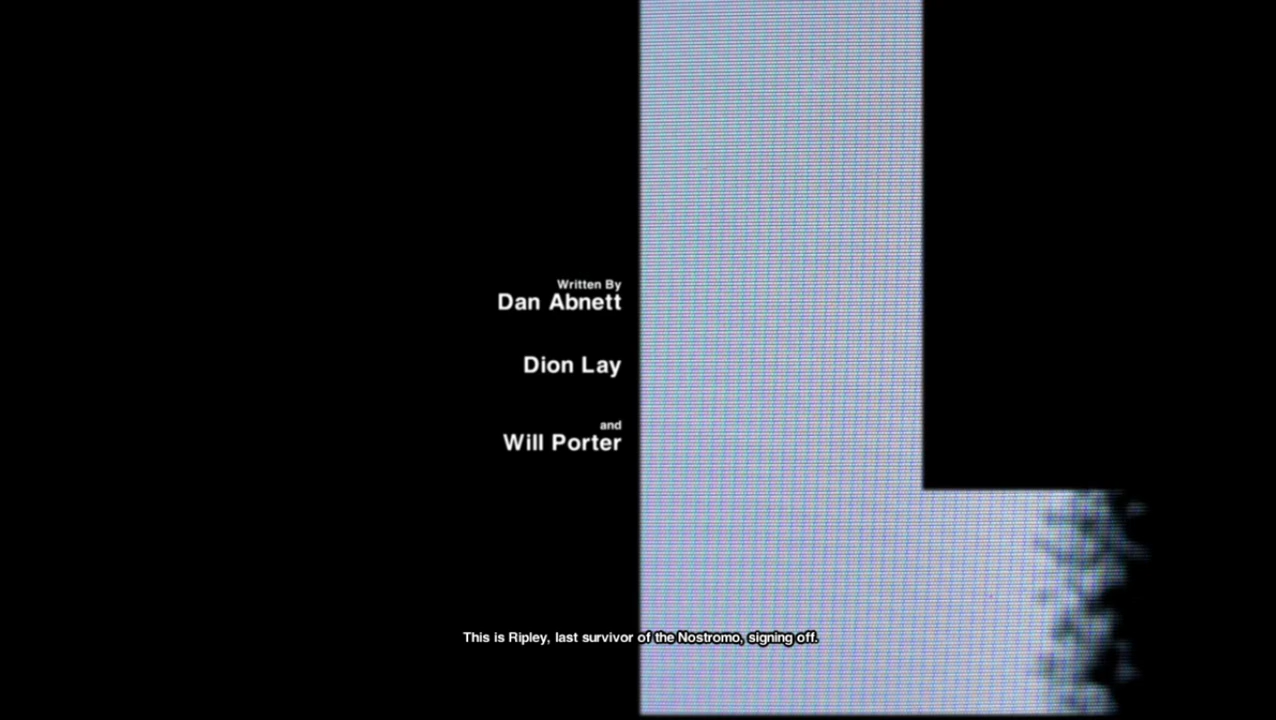 Written By
Dan Abnett
Dion Lay
and
Will Porter
This is Ripley, last survivor of the Nostromo, signing off.